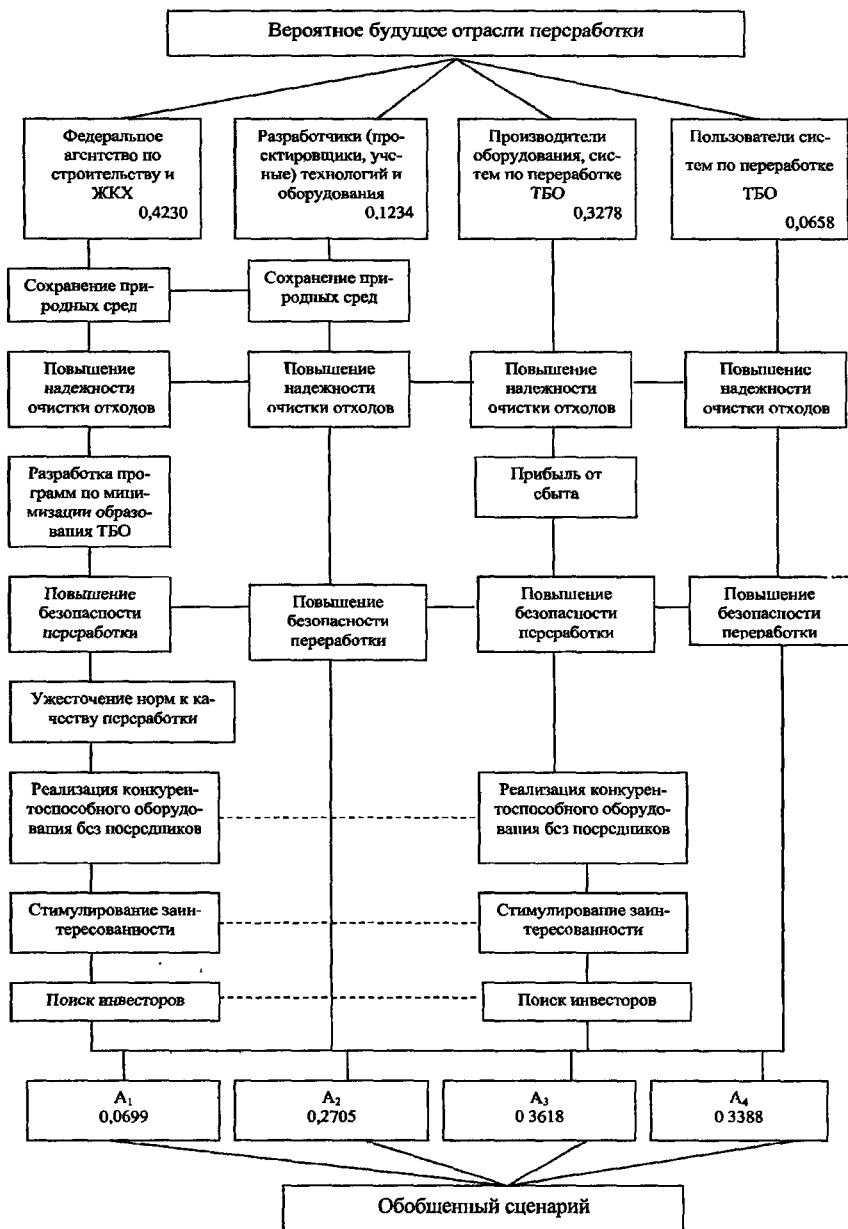 Вероятное будущее отрасли переработки
Федеральное
агентство по
строительству и
ЖКХ
0,4230
Разработчики (про-
ектировщики, уче-
ные) технологий и
оборудования
0,1234
Производители
оборудования, сис-
тем по переработке
ТБО
0,3278
Пользователи сис-
тем по переработке
ТБО
0,0658
Сохранение при-
родных сред
Сохранение при-
родных сред
Повышение
надежности
очистки отходов
Повышение
надежности
очистки отходов
Повышение
надежности
очистки отходов
Повышение
надежности
очистки отходов
Разработка про-
грамм по мини-
мизации образо-
вания ТБО
Прибыль от
сбыта
Повышение
безопасности
переработки
Повышение
безопасности
переработки
Повышение
безопасности
переработки
Повышение
безопасности
переработки
Ужесточение норм к ка-
честву переработки
Реализация конкурен-
тоспособного оборудо-
вания без посредников
Реализация конкурен-
тоспособного оборудо-
вания без посредников
Стимулирование заин-
тересованности
Стимулирование заин-
тересованности
Поиск инвесторов
Поиск инвесторов
A₁
0,0699
A₂
0,2705
A₃
0 3618
A₄
0 3388
Обобщенный сценарий